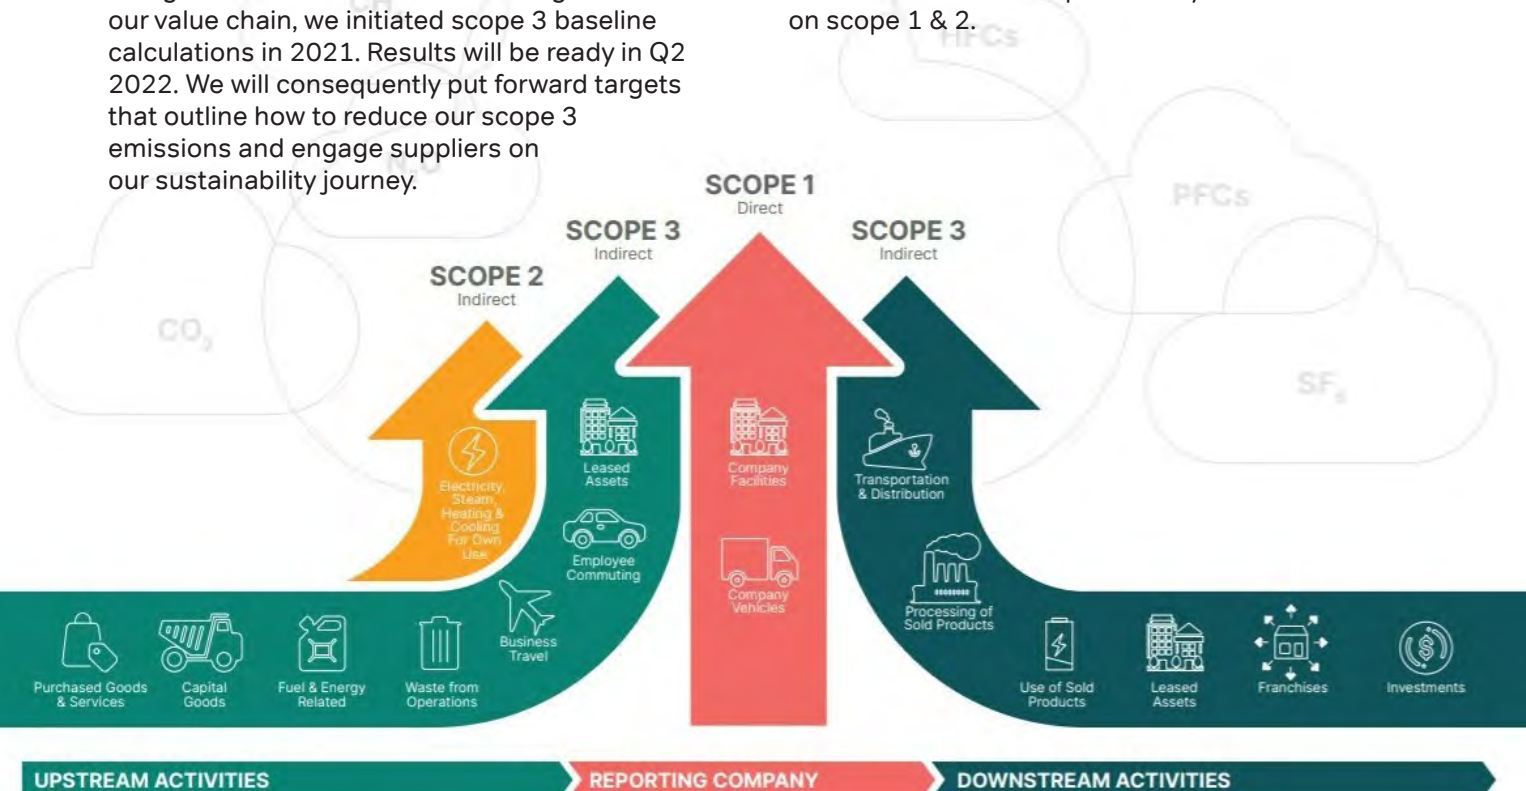 our value chain, we initiated scope 3 baseline
calculations in 2021. Results will be ready in Q2
2022. We will consequently put forward targets
that outline how to reduce our scope 3
emissions and engage suppliers on
our sustainability journey.
on scope 1 & 2.
CH
HFCs
N₂O
CO₂
PFCs
SF₆
SCOPE 2
Indirect
SCOPE 3
Indirect
SCOPE 1
Direct
SCOPE 3
Indirect
Electricity,
Steam,
Heating &
Cooling
For Own
Use
Leased
Assets
Employee
Commuting
Business
Travel
Purchased Goods
& Services
Capital
Goods
Fuel & Energy
Related
Waste from
Operations
Company
Facilities
Company
Vehicles
Transportation
& Distribution
Processing of
Sold Products
Use of Sold
Products
Leased
Assets
Franchises
Investments
UPSTREAM ACTIVITIES
REPORTING COMPANY
DOWNSTREAM ACTIVITIES